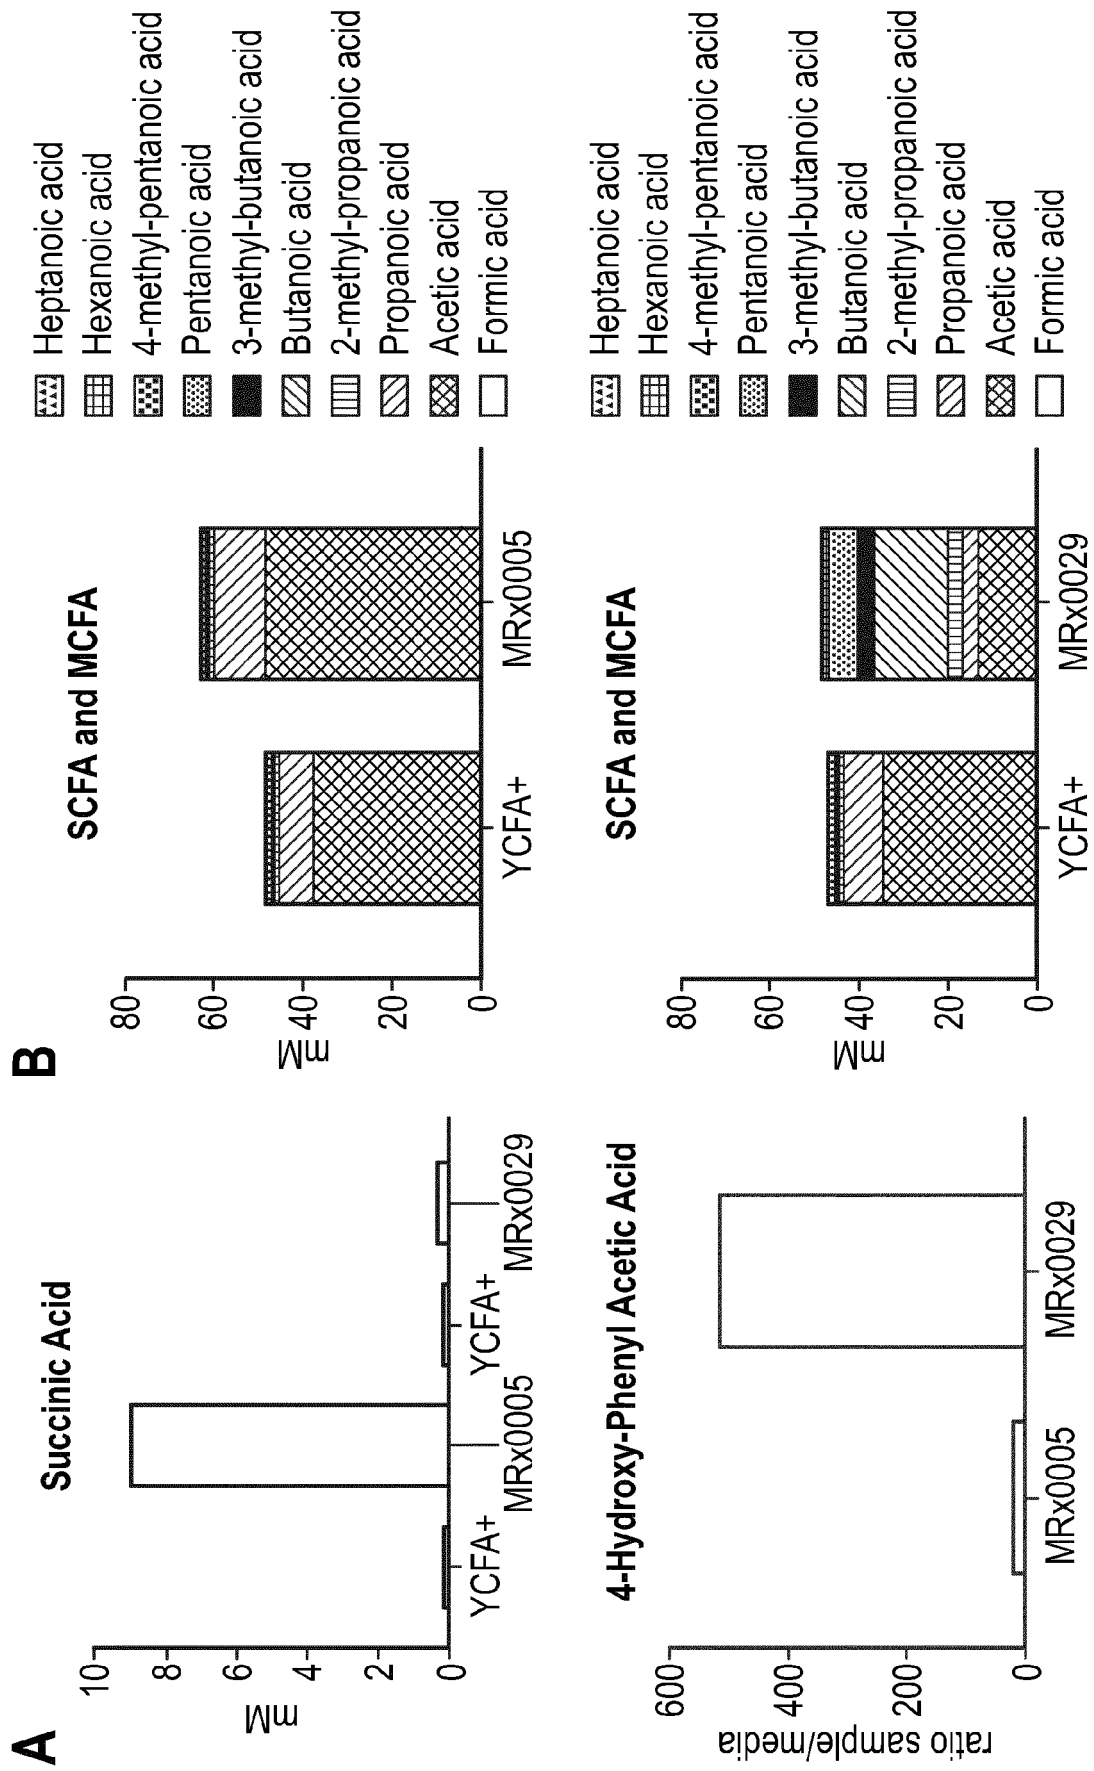 A
Succinic Acid
mM
10
8
6
4
2
0
YCFA+
MRx0005
YCFA+
MRx0029
4-Hydroxy-Phenyl Acetic Acid
ratio sample/media
600
400
200
0
MRx0005
MRx0029
B
SCFA and MCFA
mM
80
60
40
20
0
YCFA+
MRx0005
Heptanoic acid
Hexanoic acid
4-methyl-pentanoic acid
Pentanoic acid
3-methyl-butanoic acid
Butanoic acid
2-methyl-propanoic acid
Propanoic acid
Acetic acid
Formic acid
SCFA and MCFA
mM
80
60
40
20
0
YCFA+
MRx0029
Heptanoic acid
Hexanoic acid
4-methyl-pentanoic acid
Pentanoic acid
3-methyl-butanoic acid
Butanoic acid
2-methyl-propanoic acid
Propanoic acid
Acetic acid
Formic acid